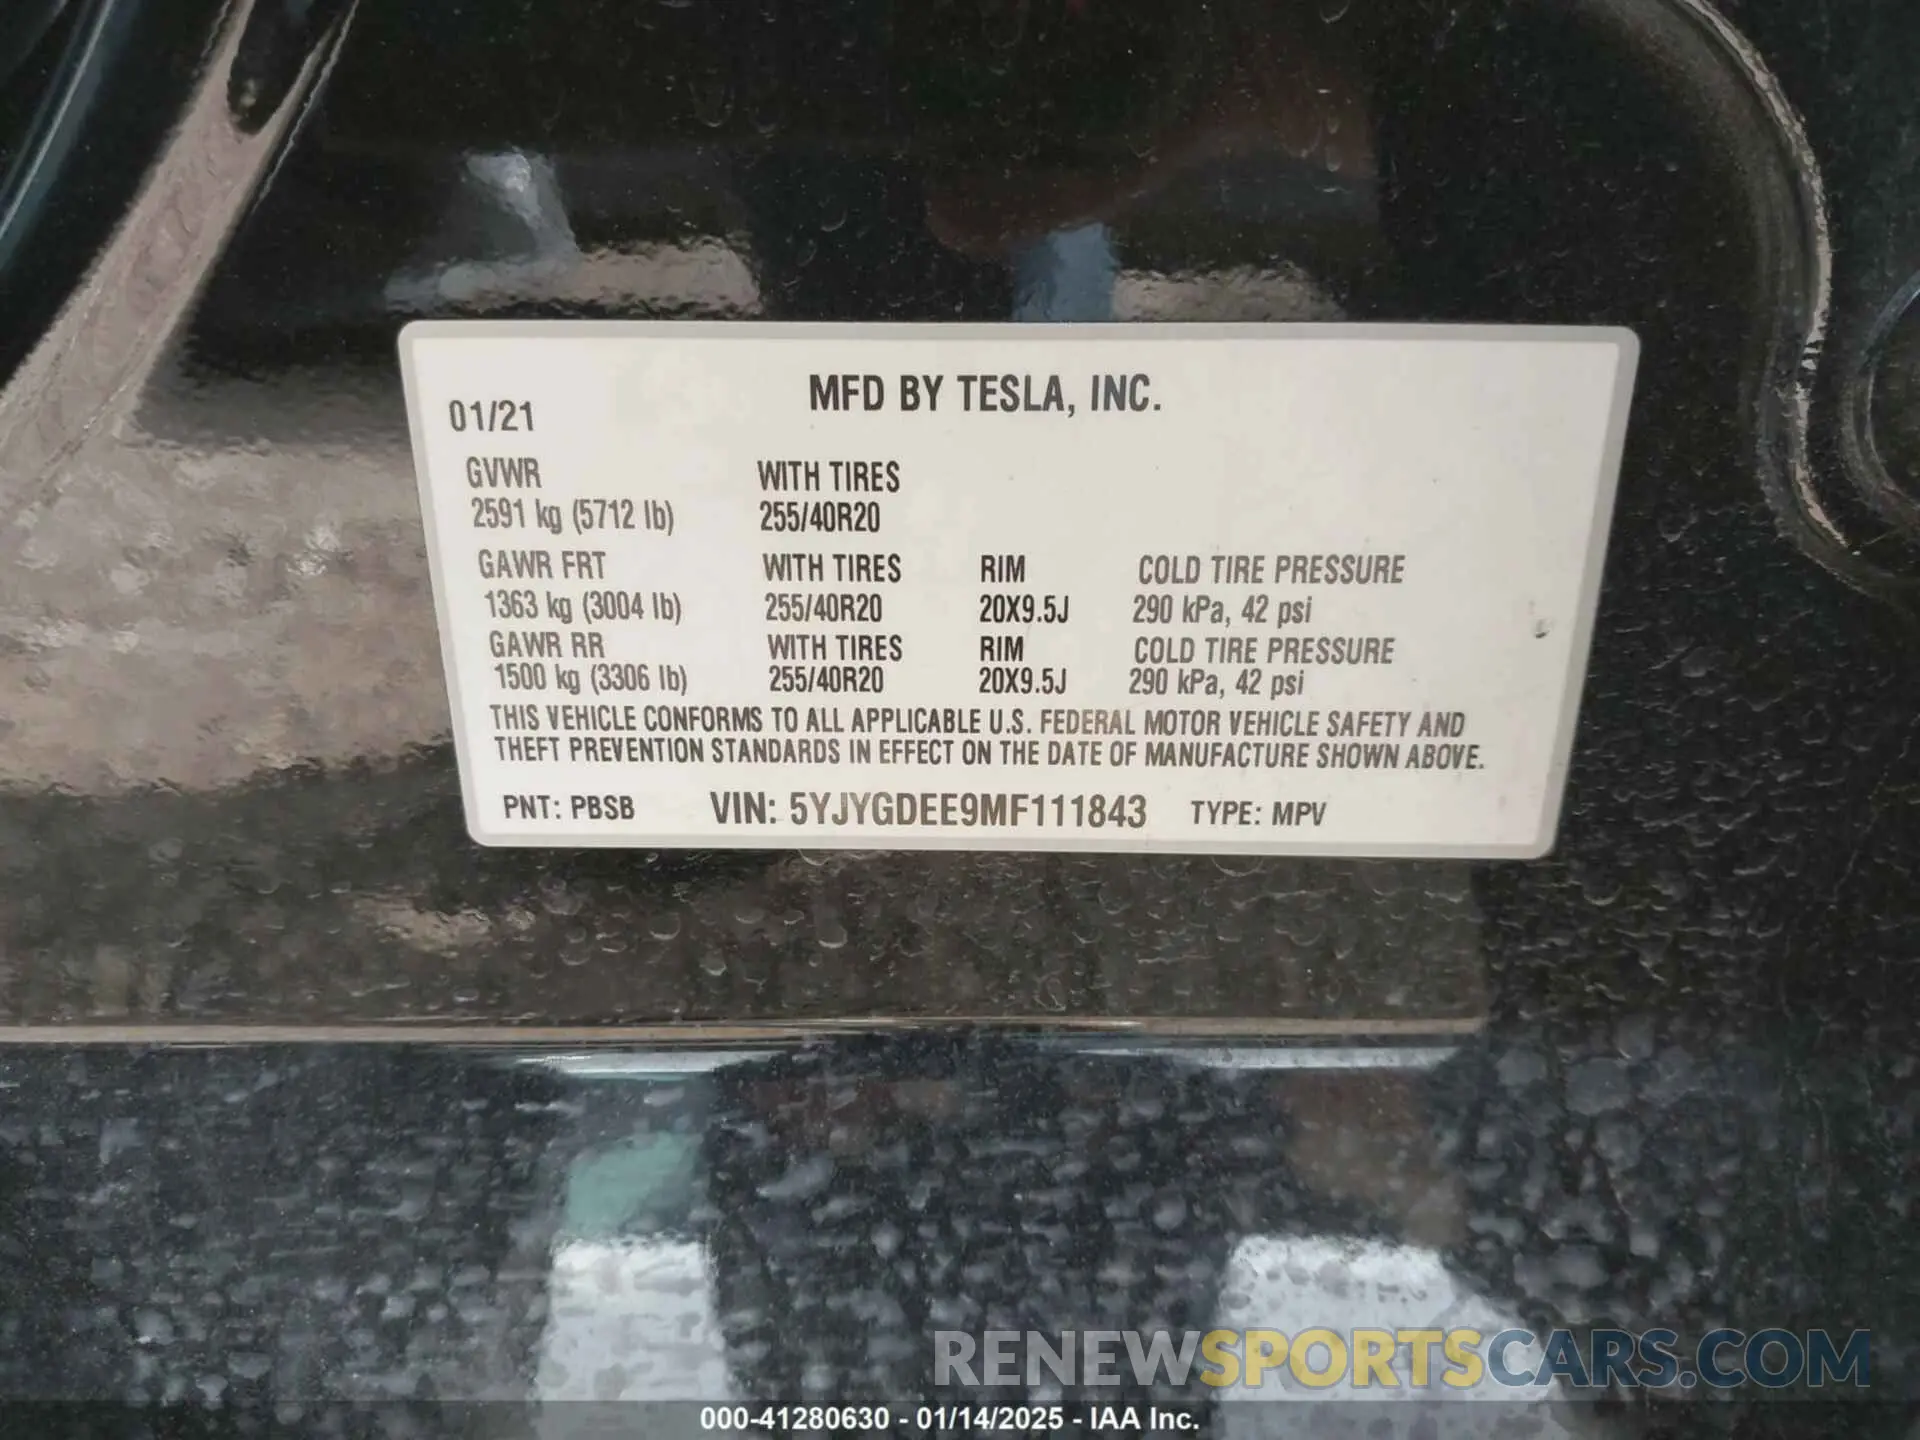 MFD BY TESLA, INC.
01/21
GVWR WITH TIRES
2591 kg (5712 lb) 255/40R20
GAWR FRT WITH TIRES RIM COLD TIRE PRESSURE
1363 kg (3004 lb) 255/40R20 20X9.5J 290 kPa, 42 psi
GAWR RR WITH TIRES RIM COLD TIRE PRESSURE
1500 kg (3306 lb) 255/40R20 20X9.5J 290 kPa, 42 psi
THIS VEHICLE CONFORMS TO ALL APPLICABLE U.S. FEDERAL MOTOR VEHICLE SAFETY AND
THEFT PREVENTION STANDARDS IN EFFECT ON THE DATE OF MANUFACTURE SHOWN ABOVE.
PNT: PBSB VIN: 5YJYGDEE9MF111843 TYPE: MPV
RENEWSPORTSCARS.COM
000-41280630 - 01/14/2025 - IAA Inc.